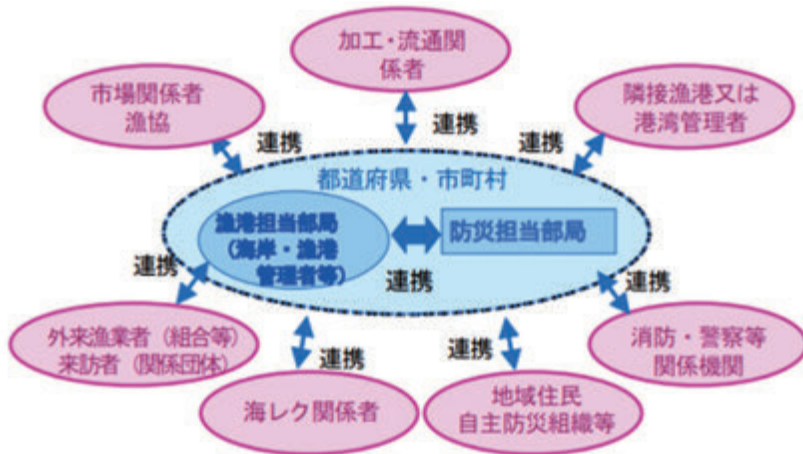 加工・流通関
係者
市場関係者
漁協
隣接漁港又は
港湾管理者
連携
連携
連携
都道府県・市町村
漁港担当部局
（海岸・漁港
管理者等）
防災担当部局
連携
連携
連携
外来漁業者（組合等）
来訪者（関係団体）
消防・警察等
関係機関
連携
連携
海レク関係者
地域住民
自主防災組織等